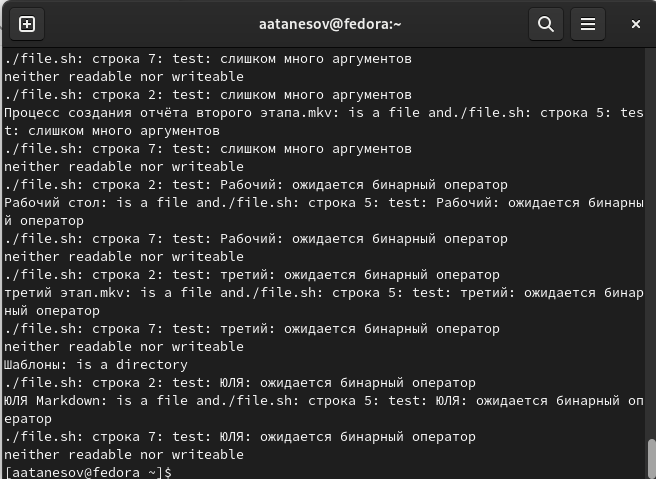 aatanesov@fedora:~
./file.sh: строка 7: test: слишком много аргументов
neither readable nor writeable
./file.sh: строка 2: test: слишком много аргументов
Процесс создания отчёта второго этапа.mkv: is a file and./file.sh: строка 5: tes
t: слишком много аргументов
./file.sh: строка 7: test: слишком много аргументов
neither readable nor writeable
./file.sh: строка 2: test: Рабочий: ожидается бинарный оператор
Рабочий стол: is a file and./file.sh: строка 5: test: Рабочий: ожидается бинарны
й оператор
./file.sh: строка 7: test: Рабочий: ожидается бинарный оператор
neither readable nor writeable
./file.sh: строка 2: test: третий: ожидается бинарный оператор
третий этап.mkv: is a file and./file.sh: строка 5: test: третий: ожидается бинар
ный оператор
./file.sh: строка 7: test: третий: ожидается бинарный оператор
neither readable nor writeable
Шаблоны: is a directory
./file.sh: строка 2: test: ЮЛЯ: ожидается бинарный оператор
ЮЛЯ Markdown: is a file and./file.sh: строка 5: test: ЮЛЯ: ожидается бинарный оп
ератор
./file.sh: строка 7: test: ЮЛЯ: ожидается бинарный оператор
neither readable nor writeable
[aatanesov@fedora ~]$